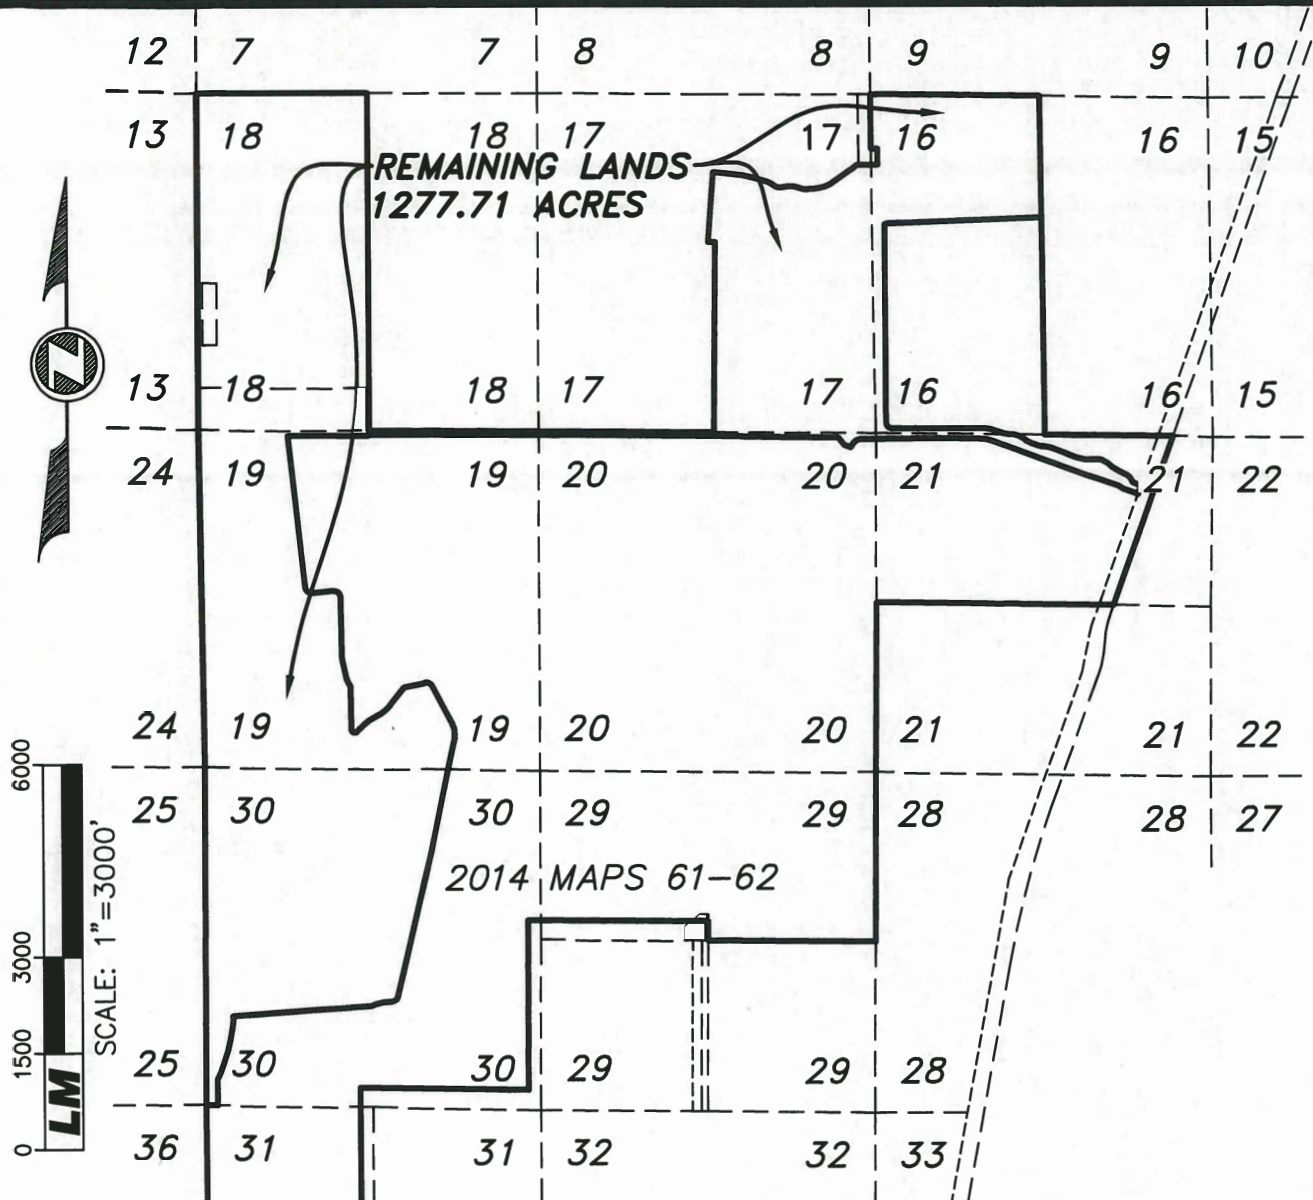 12 7 7 8 8 9 9 10
13 18 18 17 17 16 16 15
REMAINING LANDS
1277.71 ACRES
13 18 18 17 17 16 16 15
24 19 19 20 20 21 21 22
24 19 19 20 20 21 21 22
25 30 30 29 29 28 28 27
2014 MAPS 61-62
25 30 30 29 29 28
36 31 31 32 32 33
N
0 1500 3000 6000
SCALE: 1"=3000'
LM